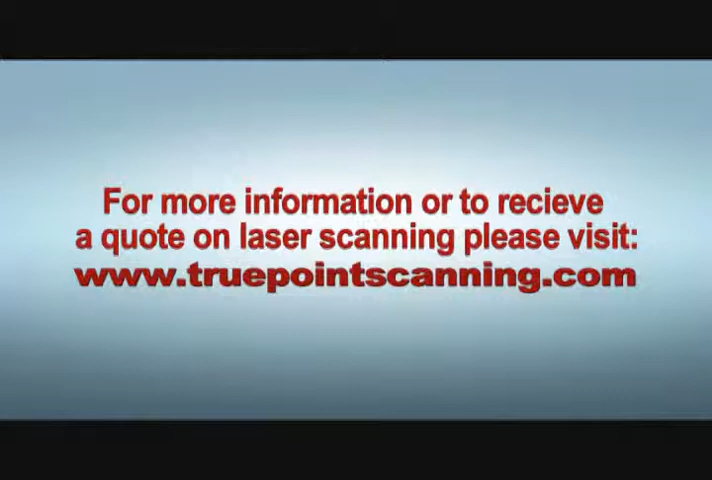 For more information or to recieve
a quote on laser scanning please visit:
www.truepointscanning.com